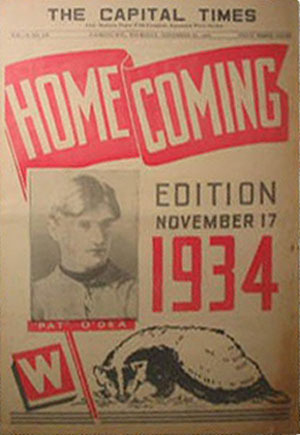 THE CAPITAL TIMES
HOME COMING
EDITION
NOVEMBER 17
1934
"PAT" O'DEA
W